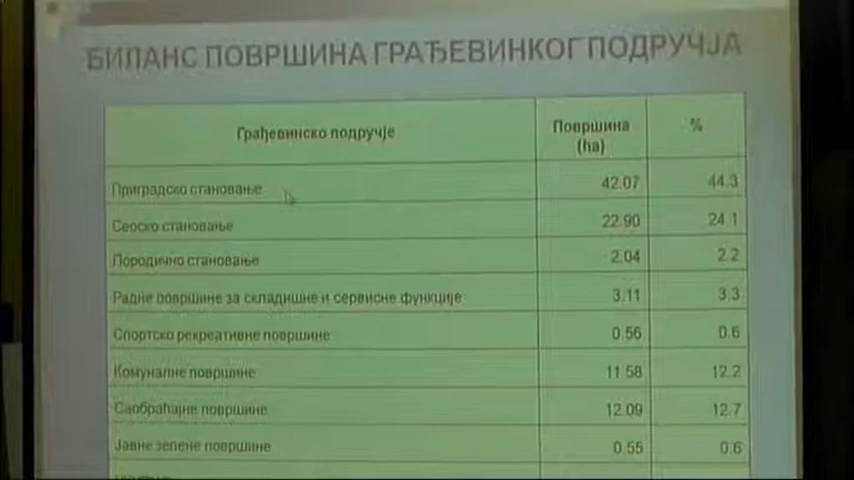 БИЛАНС ПОВРШИНА ГРАЂЕВИНКОГ ПОДРУЧЈА
Грађевинско подручје Површина (ha) %
Приградско становање 42.07 44.3
Сеоско становање 22.90 24.1
Породично становање 2.04 2.2
Радне површине за складишне и сервисне функције 3.11 3.3
Спортско рекреативне површине 0.56 0.6
Комуналне површине 11.58 12.2
Саобраћајне површине 12.09 12.7
Јавне зелене површине 0.55 0.6